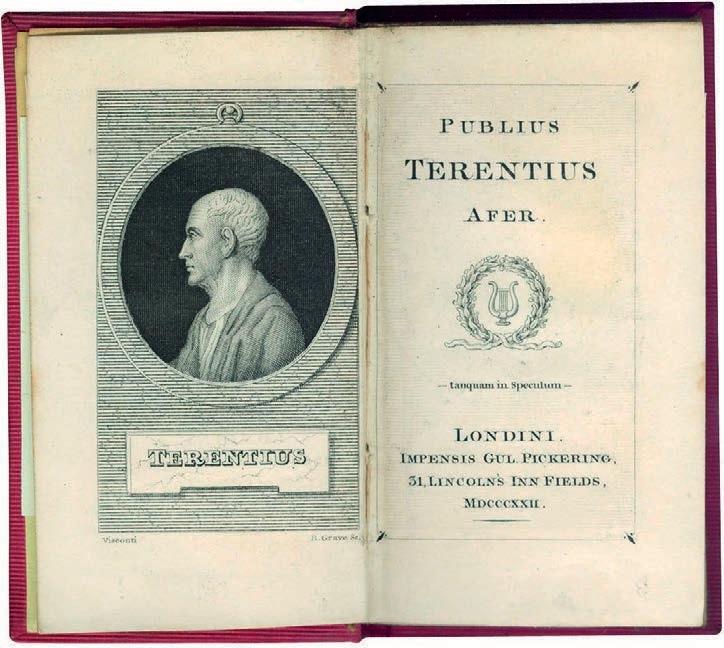 TERENTIUS
Visconti
R. Grave Sc.
PUBLIUS
TERENTIUS
AFER.
— tanquam in Speculum —
LONDINI.
IMPENSIS GUL. PICKERING,
31, LINCOLN'S INN FIELDS,
MDCCCXXII.